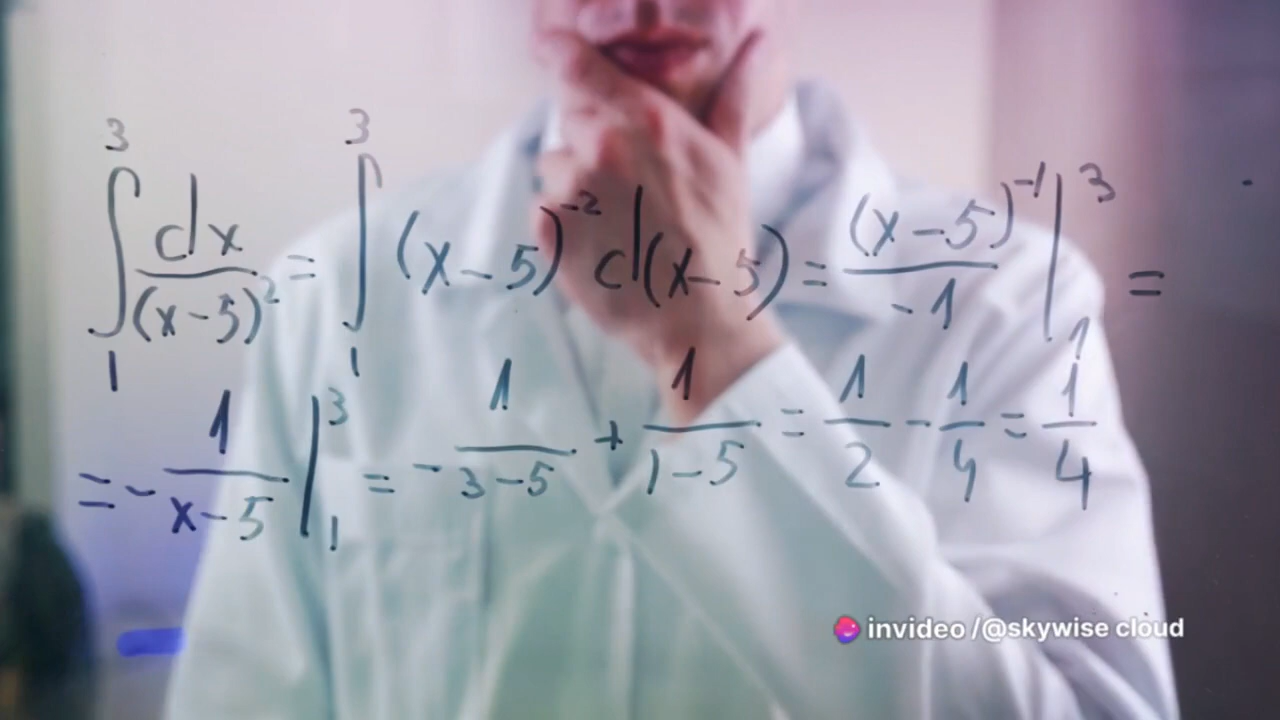 ∫₁³ dx/(x-5)² = ∫₁³ (x-5)⁻² d(x-5) = (x-5)⁻¹/-1 |₁³ =
= - 1/(x-5) |₁³ = - 1/(3-5) + 1/(1-5) = 1/2 - 1/4 = 1/4
invideo /@skywise cloud